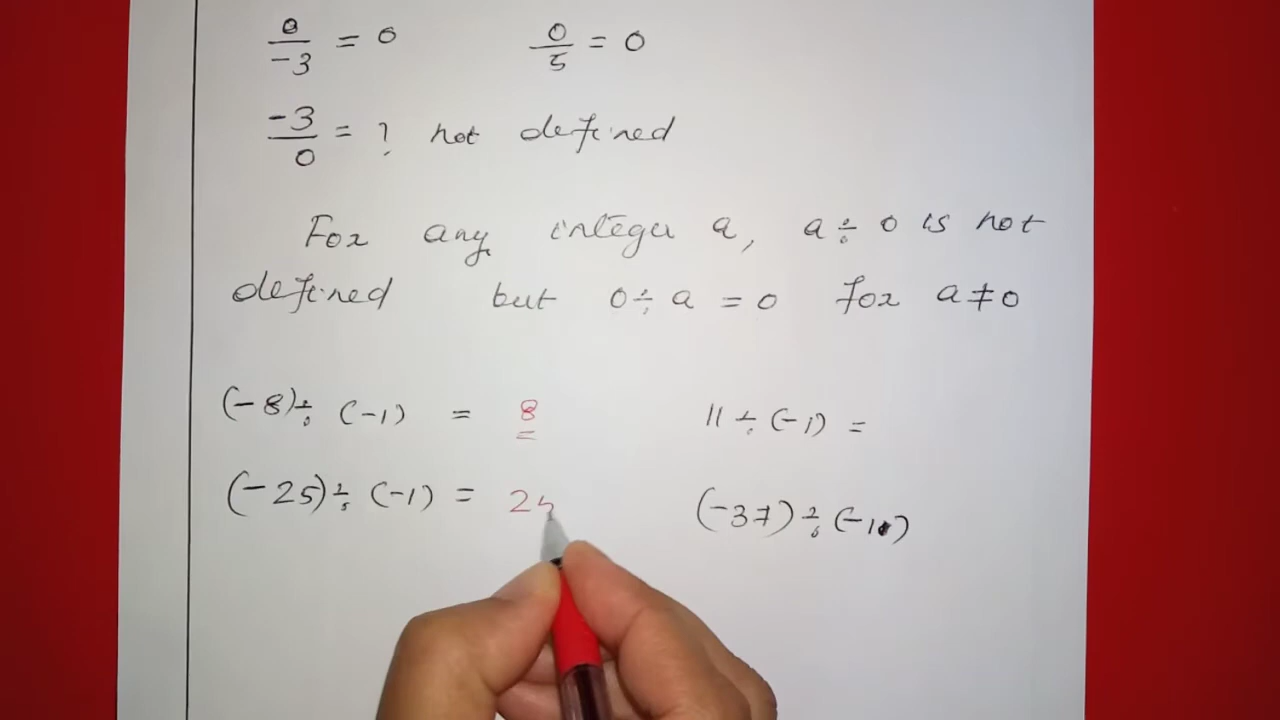 0/-3 = 0 0/5 = 0
-3/0 = ? not defined
For any integer a, a ÷ 0 is not
defined but 0 ÷ a = 0 for a ≠ 0
(-8) ÷ (-1) = 8 11 ÷ (-1) =
(-25) ÷ (-1) = 25 (-37) ÷ (-1)